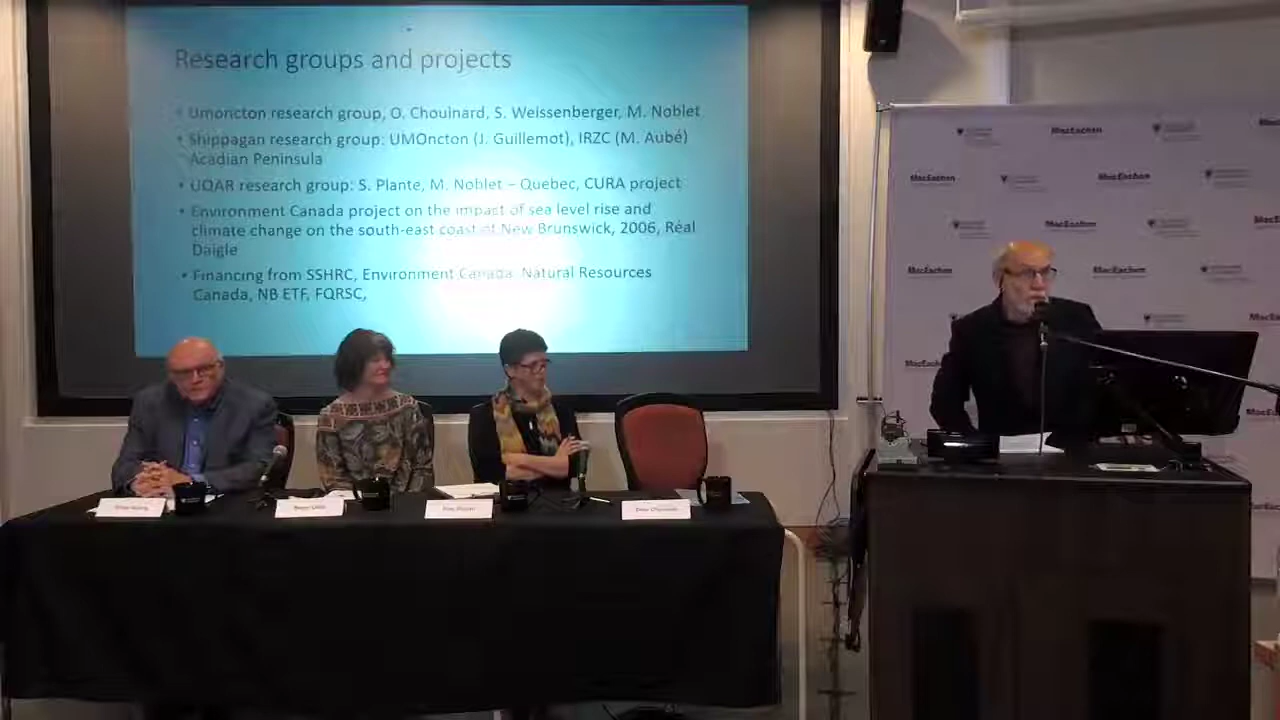 Research groups and projects
• Umoncton research group, O. Chouinard, S. Weissenberger, M. Noblet
• Shippagan research group: UMOncton (J. Guillemot), IRZC (M. Aubé)
Acadian Peninsula
• UQAR research group: S. Plante, M. Noblet – Quebec, CURA project
• Environment Canada project on the impact of sea level rise and
climate change on the south-east coast of New Brunswick, 2006, Réal
Daigle
• Financing from SSHRC, Environment Canada, Natural Resources
Canada, NB ETF, FQRSC,
MacEachen
MacEachen
MacEachen
MacEachen
MacEachen
MacEachen